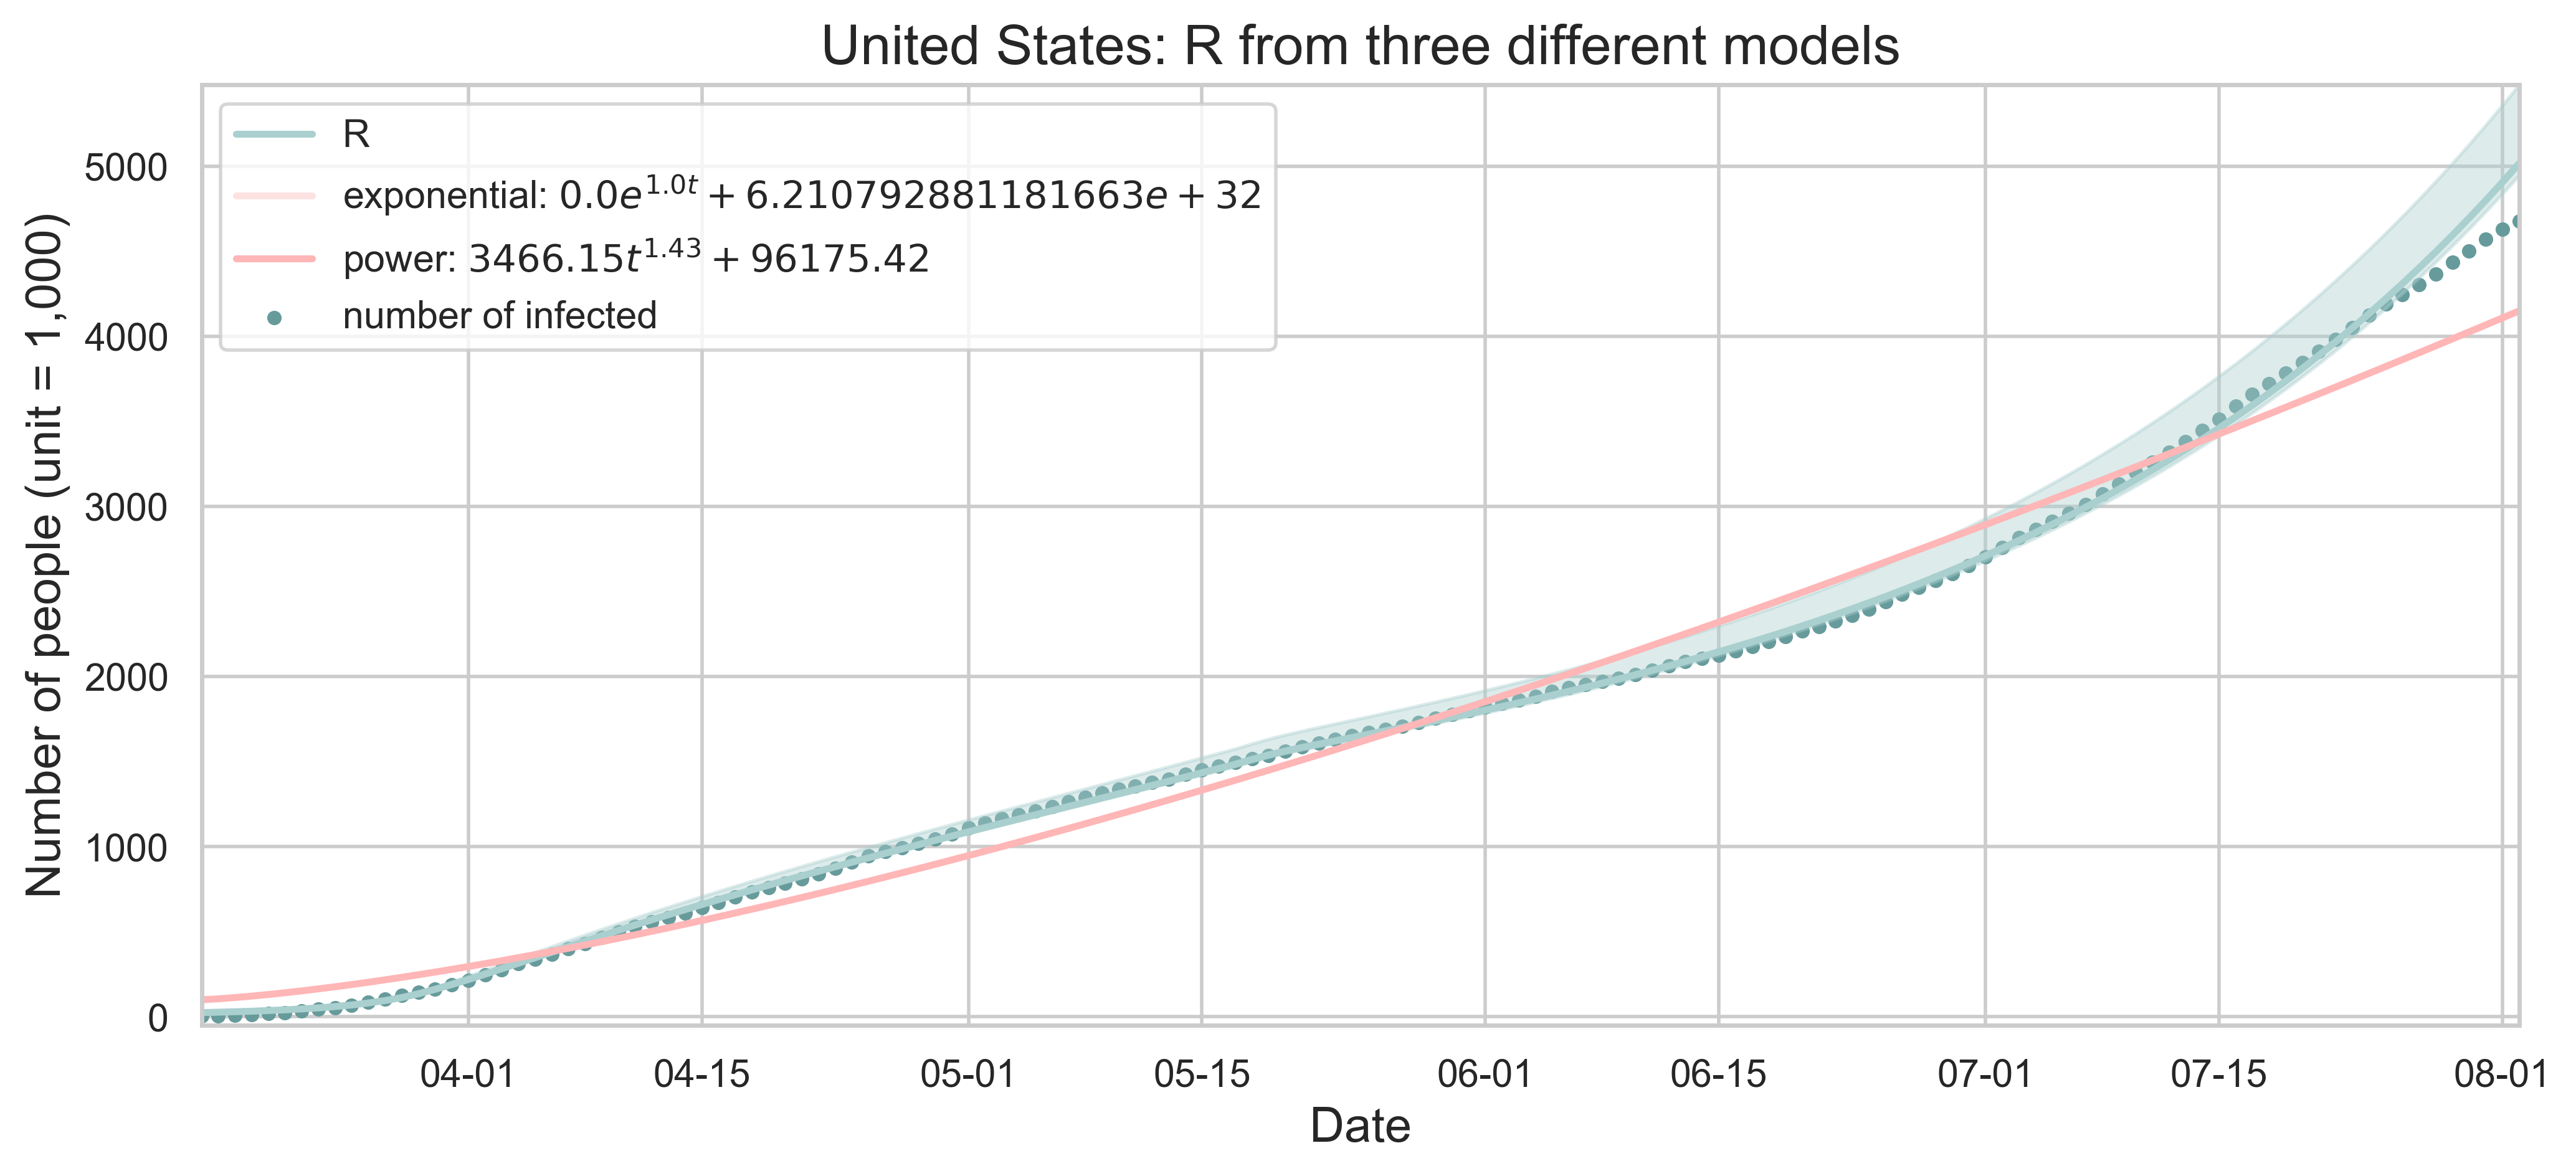 United States: R from three different models
R
exponential: 0.0e^{1.0t} + 6.210792881181663e + 32
power: 3466.15t^{1.43} + 96175.42
number of infected
Number of people (unit = 1,000)
5000
4000
3000
2000
1000
0
04-01 04-15 05-01 05-15 06-01 06-15 07-01 07-15 08-01
Date